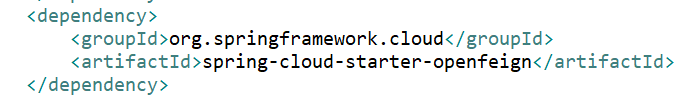 <dependency>
<groupId>org.springframework.cloud</groupId>
<artifactId>spring-cloud-starter-openfeign</artifactId>
</dependency>